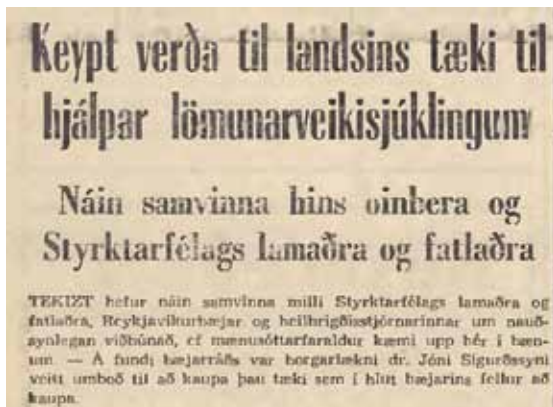 Keypt verða til landsins tæki til
hjálpar lömunarveikisjúklingum
Náin samvinna hins opinbera og
Styrktarfélags lamaðra og fatlaðra
TEKIZT hefur náin samvinna milli Styrktarfélags lamaðra og
fatlaðra, Reykjavíkurbæjar og heilbrigðisstjórnarinnar um nauð-
synlegan viðbúnað, ef mænusóttarfaraldur kæmi upp hér í bæn-
um. — Á fundi bæjarráðs var borgarlækni dr. Jóni Sigurðssyni
veitt umboð til að kaupa þau tæki sem í hlut bæjarins fellur að
kaupa.